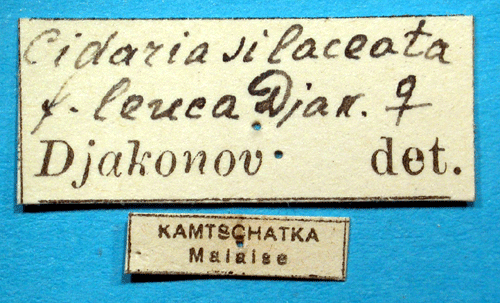 Cidaria silaceata
f. leuca Djak. ♀
Djakonov det.
KAMTSCHATKA
Malaise